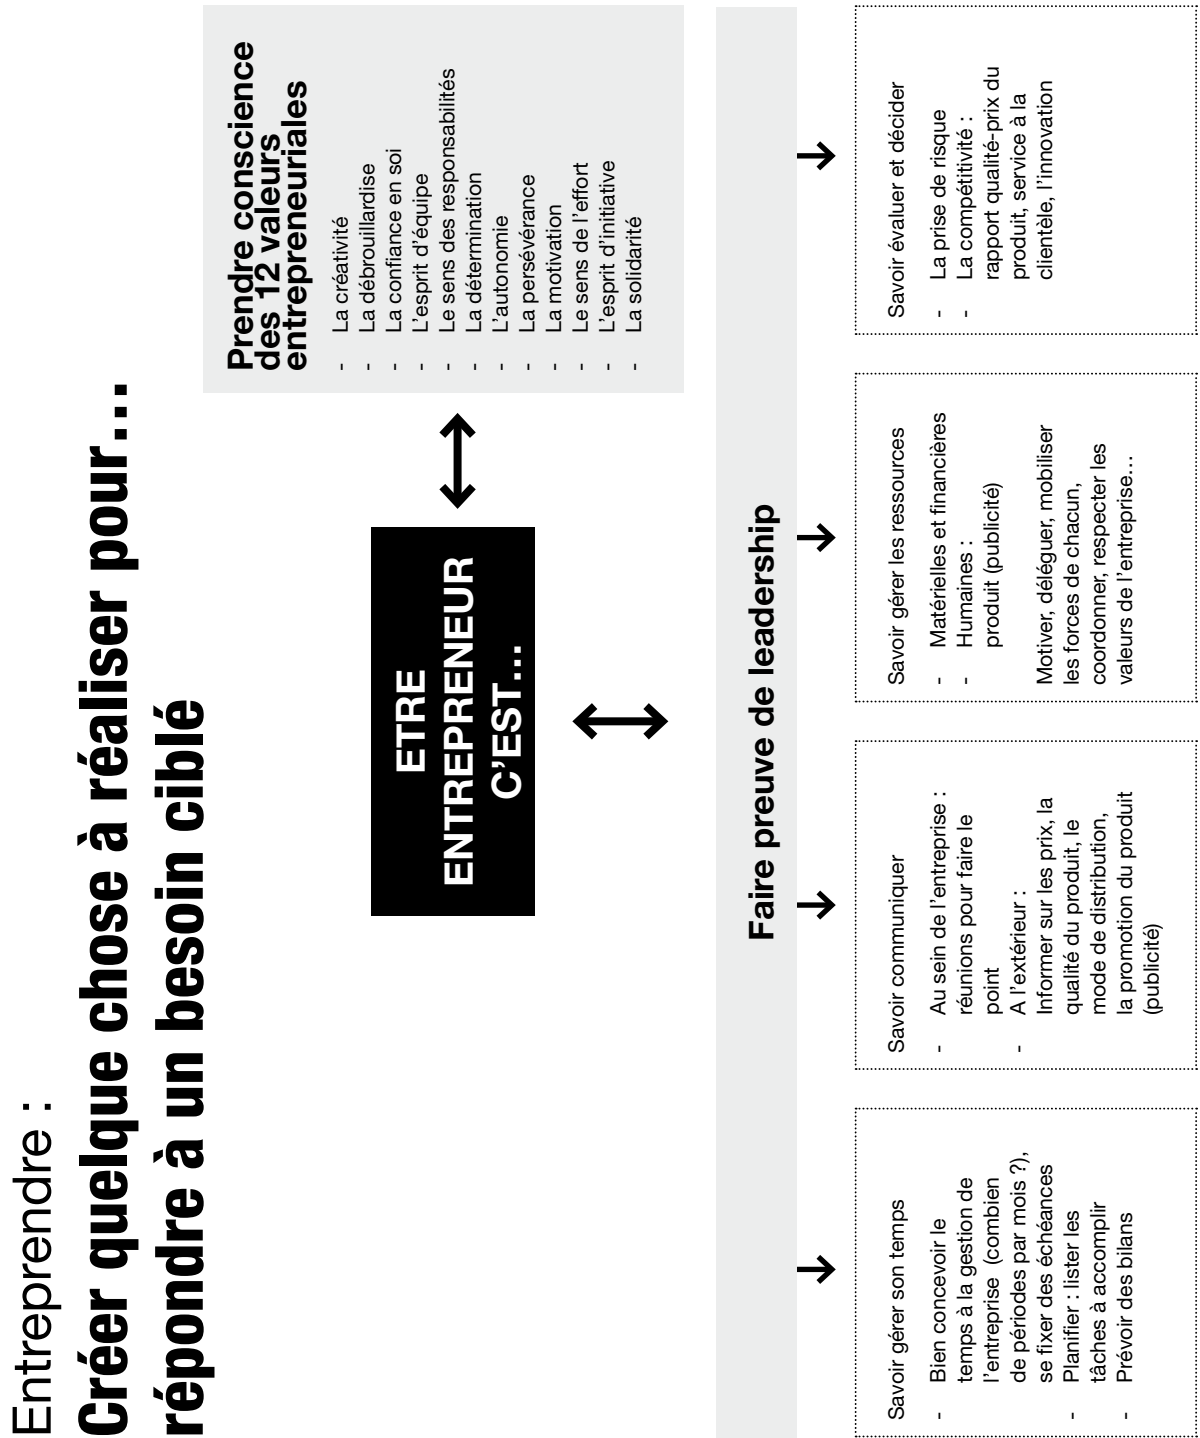 Entreprendre :
Créer quelque chose à réaliser pour…
répondre à un besoin ciblé
ETRE
ENTREPRENEUR
C'EST…
Prendre conscience
des 12 valeurs
entrepreneuriales
- La créativité
- La débrouillardise
- La confiance en soi
- L'esprit d'équipe
- Le sens des responsabilités
- La détermination
- L'autonomie
- La persévérance
- La motivation
- Le sens de l'effort
- L'esprit d'initiative
- La solidarité
Faire preuve de leadership
Savoir gérer son temps
- Bien concevoir le
temps à la gestion de
l'entreprise (combien
de périodes par mois ?),
se fixer des échéances
- Planifier : lister les
tâches à accomplir
- Prévoir des bilans
Savoir communiquer
- Au sein de l'entreprise :
réunions pour faire le
point
- A l'extérieur :
Informer sur les prix, la
qualité du produit, le
mode de distribution,
la promotion du produit
(publicité)
Savoir gérer les ressources
- Matérielles et financières
- Humaines :
produit (publicité)
Motiver, déléguer, mobiliser
les forces de chacun,
coordonner, respecter les
valeurs de l'entreprise…
Savoir évaluer et décider
- La prise de risque
- La compétitivité :
rapport qualité-prix du
produit, service à la
clientèle, l'innovation